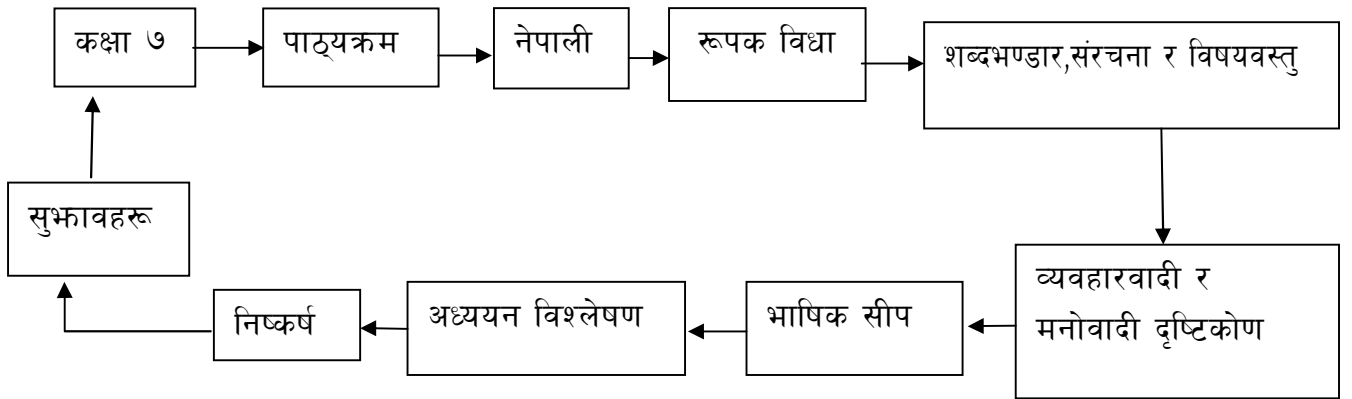 कक्षा ७
पाठ्यक्रम
नेपाली
रूपक विधा
शब्दभण्डार,संरचना र विषयवस्तु
व्यवहारवादी र
मनोवादी दृष्टिकोण
भाषिक सीप
अध्ययन विश्लेषण
निष्कर्ष
सुझावहरू